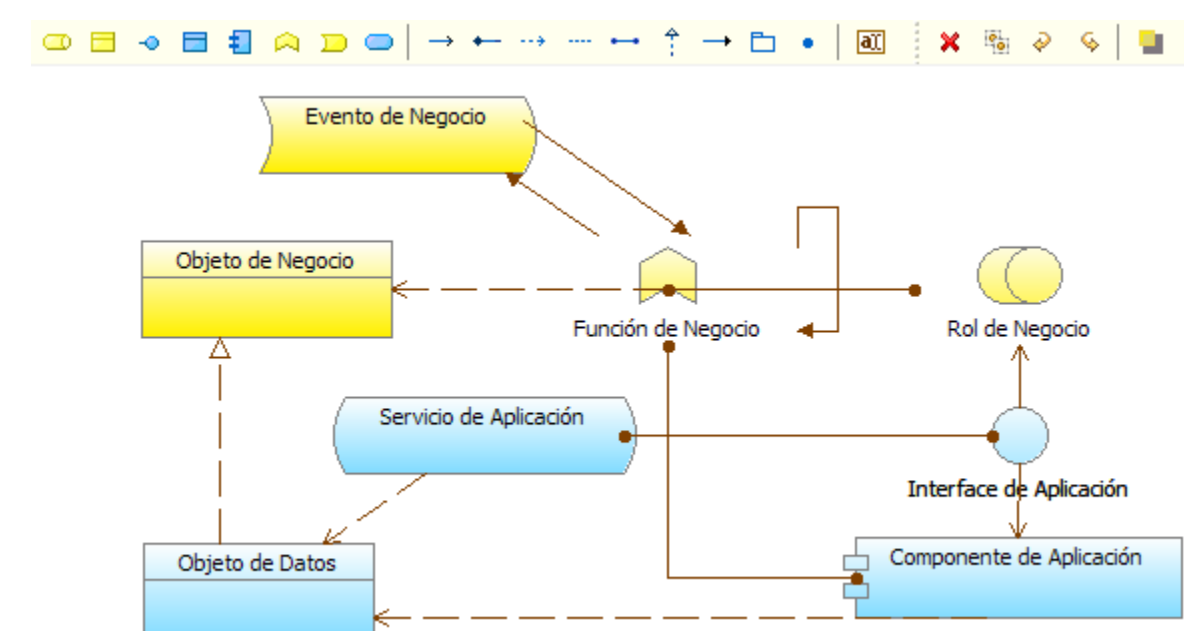 aI
Evento de Negocio
Objeto de Negocio
Función de Negocio
Rol de Negocio
Servicio de Aplicación
Interface de Aplicación
Objeto de Datos
Componente de Aplicación